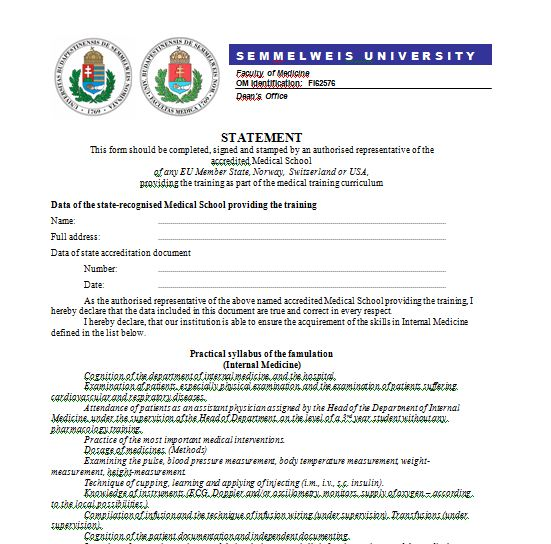 SEMMELWEIS UNIVERSITY
Faculty of Medicine
OM Identification: FI62576
Dean's Office
STATEMENT
This form should be completed, signed and stamped by an authorised representative of the
accredited Medical School
of any EU Member State, Norway, Switzerland or USA,
providing the training as part of the medical training curriculum
Data of the state-recognised Medical School providing the training
Name:
Full address:
Data of state accreditation document
Number:
Date:
As the authorised representative of the above named accredited Medical School providing the training, I
hereby declare that the data included in this document are true and correct in every respect.
I hereby declare, that our institution is able to ensure the acquirement of the skills in Internal Medicine
defined in the list below.
Practical syllabus of the famulation
(Internal Medicine)
Cognition of the department of internal medicine, and the hospital.
Examination of patients, especially physical examination, and the examination of patients suffering
cardiovascular and respiratory diseases.
Attendance of patients as an assistant physician assigned by the Head of the Department of Internal
Medicine, under the supervision of the Head of Department, on the level of a 3rd year student without any
pharmacology training.
Practice of the most important medical interventions.
Dosage of medicines. (Methods)
Examining the pulse, blood pressure measurement, body temperature measurement, weight-
measurement, height-measurement.
Technique of cupping, learning and applying of injecting (i.m., i.v., s.c. insulin).
Knowledge of instruments (ECG, Doppler and/or oscillometry, monitors, supply of oxygen – according
to the local possibilities.)
Compilation of infusion and the technique of infusion wiring (under supervision), Transfusions (under
supervision).
Cognition of the patient documentation and independent documenting.